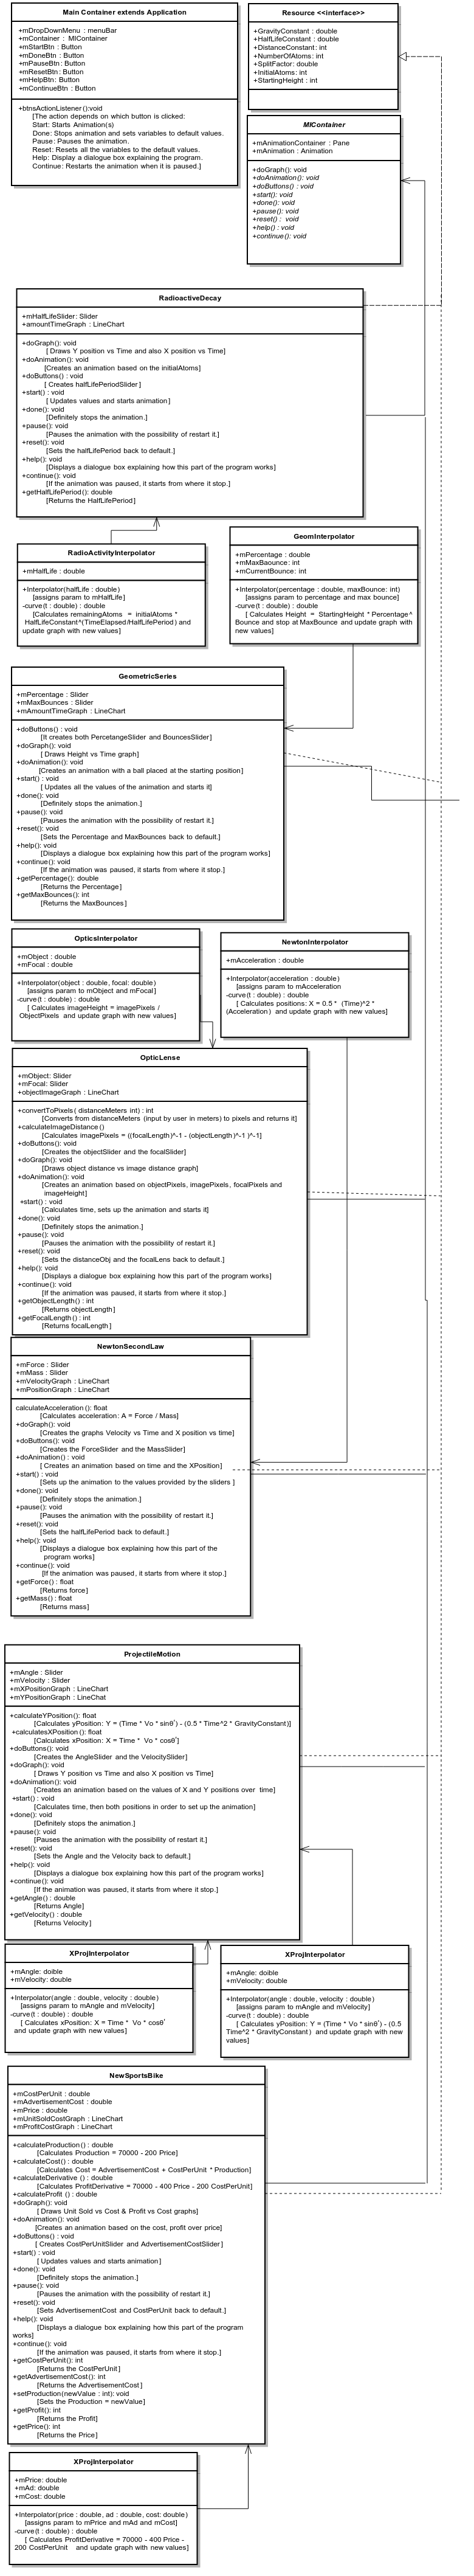 Main Container extends Application
+mDropDownMenu : menuBar
+mContainer : MIContainer
+mStartBtn : Button
+mDoneBtn : Button
+mPauseBtn : Button
+mResetBtn : Button
+mHelpBtn : Button
+mContinueBtn : Button
+btnsActionListener():void
[The action depends on which button is clicked:
Start: Starts Animation(s)
Done: Stops animation and sets variables to default values.
Pause: Pauses the animation.
Reset: Resets all the variables to the default values.
Help: Display a dialogue box explaining the program.
Continue: Restarts the animation when it is paused.]
Resource <<interface>>
+GravityConstant : double
+HalfLifeConstant : double
+DistanceConstant : int
+NumberOfAtoms : int
+SplitFactor : double
+InitialAtoms : int
+StartingHeight : int
MIContainer
+mAnimationContainer : Pane
+mAnimation : Animation
+doGraph(): void
+doAnimation(): void
+doButtons() : void
+start(): void
+done(): void
+pause(): void
+reset() : void
+help() : void
+continue(): void
RadioactiveDecay
+mHalfLifeSlider: Slider
+amountTimeGraph : LineChart
+doGraph(): void
[ Draws Y position vs Time and also X position vs Time]
+doAnimation(): void
[Creates an animation based on the initialAtoms]
+doButtons() : void
[ Creates halfLifePeriodSlider ]
+start() : void
[ Updates values and starts animation]
+done(): void
[Definitely stops the animation.]
+pause(): void
[Pauses the animation with the possibility of restart it.]
+reset(): void
[Sets the halfLifePeriod back to default.]
+help(): void
[Displays a dialogue box explaining how this part of the program works]
+continue(): void
[If the animation was paused, it starts from where it stop.]
+getHalfLifePeriod() : double
[Returns the HalfLifePeriod]
RadioActivityInterpolator
+mHalfLife : double
+Interpolator(halfLife : double)
[assigns param to mHalfLife]
-curve(t : double) : double
[Calculates remainingAtoms = initialAtoms *
HalfLifeConstant^(TimeElapsed/HalfLifePeriod) and
update graph with new values]
GeomInterpolator
+mPercentage : double
+mMaxBaounce : int
+mCurrentBounce : int
+Interpolator(percentage : double, maxBounce: int)
[assigns param to percentage and max bounce]
-curve(t : double) : double
[ Calculates Height = StartingHeight * Percentage^
Bounce and stop at MaxBounce and update graph with
new values]
GeometricSeries
+mPercentage : Slider
+mMaxBounces : Slider
+mAmountTimeGraph : LineChart
+doButtons() : void
[It creates both PercetangeSlider and BouncesSlider]
+doGraph(): void
[ Draws Height vs Time graph]
+doAnimation(): void
[Creates an animation with a ball placed at the starting position]
+start() : void
[ Updates all the values of the animation and starts it]
+done(): void
[Definitely stops the animation.]
+pause(): void
[Pauses the animation with the possibility of restart it.]
+reset(): void
[Sets the Percentage and MaxBounces back to default.]
+help(): void
[Displays a dialogue box explaining how this part of the program works]
+continue(): void
[If the animation was paused, it starts from where it stop.]
+getPercentage(): double
[Returns the Percentage]
+getMaxBounces(): int
[Returns the MaxBounces]
OpticsInterpolator
+mObject : double
+mFocal : double
+Interpolator(object : double, focal: double)
[assigns param to mObject and mFocal]
-curve(t : double) : double
[ Calculates imageHeight = imagePixels /
ObjectPixels and update graph with new values]
NewtonInterpolator
+mAcceleration : double
+Interpolator(acceleration : double)
[assigns param to mAcceleration
-curve(t : double) : double
[ Calculates positions: X = 0.5 * (Time)^2 *
(Acceleration) and update graph with new values]
OpticLense
+mObject: Slider
+mFocal: Slider
+objectImageGraph : LineChart
+convertToPixels( distanceMeters int) : int
[Converts from distanceMeters (input by user in meters) to pixels and returns it]
+calculateImageDistance()
[Calculates imagePixels = ((focalLength)^-1 - (objectLength)^-1 )^-1]
+doButtons(): void
[Creates the objectSlider and the focalSlider]
+doGraph(): void
[Draws object distance vs image distance graph]
+doAnimation(): void
[Creates an animation based on objectPixels, imagePixels, focalPixels and
imageHeight]
+start() : void
[Calculates time, sets up the animation and starts it]
+done(): void
[Definitely stops the animation.]
+pause(): void
[Pauses the animation with the possibility of restart it.]
+reset(): void
[Sets the distanceObj and the focalLens back to default.]
+help(): void
[Displays a dialogue box explaining how this part of the program works]
+continue(): void
[If the animation was paused, it starts from where it stop.]
+getObjectLength() : int
[Returns objectLength]
+getFocalLength() : int
[Returns focalLength]
NewtonSecondLaw
+mForce : Slider
+mMass : Slider
+mVelocityGraph : LineChart
+mPositionGraph : LineChart
calculateAcceleration(): float
[Calculates acceleration: A = Force / Mass]
+doGraph(): void
[Creates the graphs Velocity vs Time and X position vs time]
+doButtons(): void
[Creates the ForceSlider and the MassSlider]
+doAnimation() : void
[ Creates an animation based on time and the XPosition]
+start() : void
[Sets up the animation to the values provided by the sliders ]
+done(): void
[Definitely stops the animation.]
+pause(): void
[Pauses the animation with the possibility of restart it.]
+reset(): void
[Sets the halfLifePeriod back to default.]
+help(): void
[Displays a dialogue box explaining how this part of the
program works]
+continue(): void
[If the animation was paused, it starts from where it stop.]
+getForce() : float
[Returns force]
+getMass() : float
[Returns mass]
ProjectileMotion
+mAngle : Slider
+mVelocity : Slider
+mXPositionGraph : LineChart
+mYPositionGraph : LineChat
+calculateYPosition(): float
[Calculates yPosition: Y = (Time * Vo * sinθ˚) - (0.5 * Time^2 * GravityConstant)]
+calculatesXPosition(): float
[Calculates xPosition: X = Time * Vo * cosθ˚]
+doButtons(): void
[Creates the AngleSlider and the VelocitySlider]
+doGraph(): void
[ Draws Y position vs Time and also X position vs Time]
+doAnimation(): void
[Creates an animation based on the values of X and Y positions over time]
+start() : void
[Calculates time, then both positions in order to set up the animation]
+done(): void
[Definitely stops the animation.]
+pause(): void
[Pauses the animation with the possibility of restart it.]
+reset(): void
[Sets the Angle and the Velocity back to default.]
+help(): void
[Displays a dialogue box explaining how this part of the program works]
+continue(): void
[If the animation was paused, it starts from where it stop.]
+getAngle() : double
[Returns Angle]
+getVelocity() : double
[Returns Velocity]
XProjInterpolator
+mAngle: doible
+mVelocity: double
+Interpolator(angle : double, velocity : double)
[assigns param to mAngle and mVelocity]
-curve(t : double) : double
[ Calculates xPosition: X = Time * Vo * cosθ˚
and update graph with new values]
XProjInterpolator
+mAngle: doible
+mVelocity: double
+Interpolator(angle : double, velocity : double)
[assigns param to mAngle and mVelocity]
-curve(t : double) : double
[ Calculates yPosition: Y = (Time * Vo * sinθ˚) - (0.5
Time^2 * GravityConstant) and update graph with new
values]
NewSportsBike
+mCostPerUnit : double
+mAdvertisementCost : double
+mPrice : double
+mUnitSoldCostGraph : LineChart
+mProfitCostGraph : LineChart
+calculateProduction() : double
[Calculates Production = 70000 - 200 Price]
+calculateCost() : double
[Calculates Cost = AdvertisementCost + CostPerUnit * Production]
+calculateDerivative () : double
[Calculates ProfitDerivative = 70000 - 400 Price - 200 CostPerUnit]
+calculateProfit () : double
+doGraph(): void
[ Draws Unit Sold vs Cost & Profit vs Cost graphs]
+doAnimation(): void
[Creates an animation based on the cost, profit over price]
+doButtons() : void
[ Creates CostPerUnitSlider and AdvertisementCostSlider]
+start() : void
[ Updates values and starts animation]
+done(): void
[Definitely stops the animation.]
+pause(): void
[Pauses the animation with the possibility of restart it.]
+reset(): void
[Sets AdvertisementCost and CostPerUnit back to default.]
+help(): void
[Displays a dialogue box explaining how this part of the program
works]
+continue(): void
[If the animation was paused, it starts from where it stop.]
+getCostPerUnit(): int
[Returns the CostPerUnit]
+getAdvertisementCost(): int
[Returns the AdvertisementCost]
+setProduction(newValue : int): void
[Sets the Production = newValue]
+getProfit(): int
[Returns the Profit]
+getPrice(): int
[Returns the Price]
XProjInterpolator
+mPrice: double
+mAd: double
+mCost: double
+Interpolator(price : double, ad : double, cost: double)
[assigns param to mPrice and mAd and mCost]
-curve(t : double) : double
[ Calculates ProfitDerivative = 70000 - 400 Price -
200 CostPerUnit and update graph with new values]